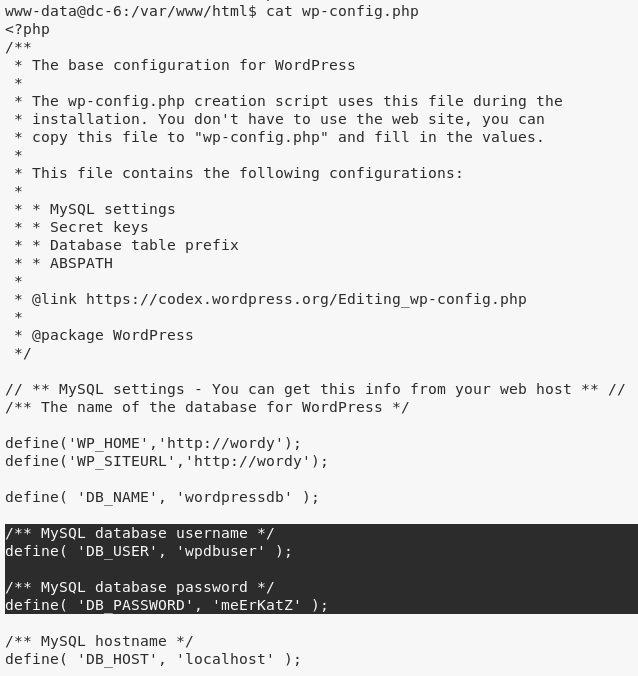 www-data@dc-6:/var/www/html$ cat wp-config.php
<?php
/**
 * The base configuration for WordPress
 *
 * The wp-config.php creation script uses this file during the
 * installation. You don't have to use the web site, you can
 * copy this file to "wp-config.php" and fill in the values.
 *
 * This file contains the following configurations:
 *
 * * MySQL settings
 * * Secret keys
 * * Database table prefix
 * * ABSPATH
 *
 * @link https://codex.wordpress.org/Editing_wp-config.php
 *
 * @package WordPress
 */

// ** MySQL settings - You can get this info from your web host ** //
/** The name of the database for WordPress */

define('WP_HOME','http://wordy');
define('WP_SITEURL','http://wordy');

define( 'DB_NAME', 'wordpressdb' );

/** MySQL database username */
define( 'DB_USER', 'wpdbuser' );

/** MySQL database password */
define( 'DB_PASSWORD', 'meErKatZ' );

/** MySQL hostname */
define( 'DB_HOST', 'localhost' );